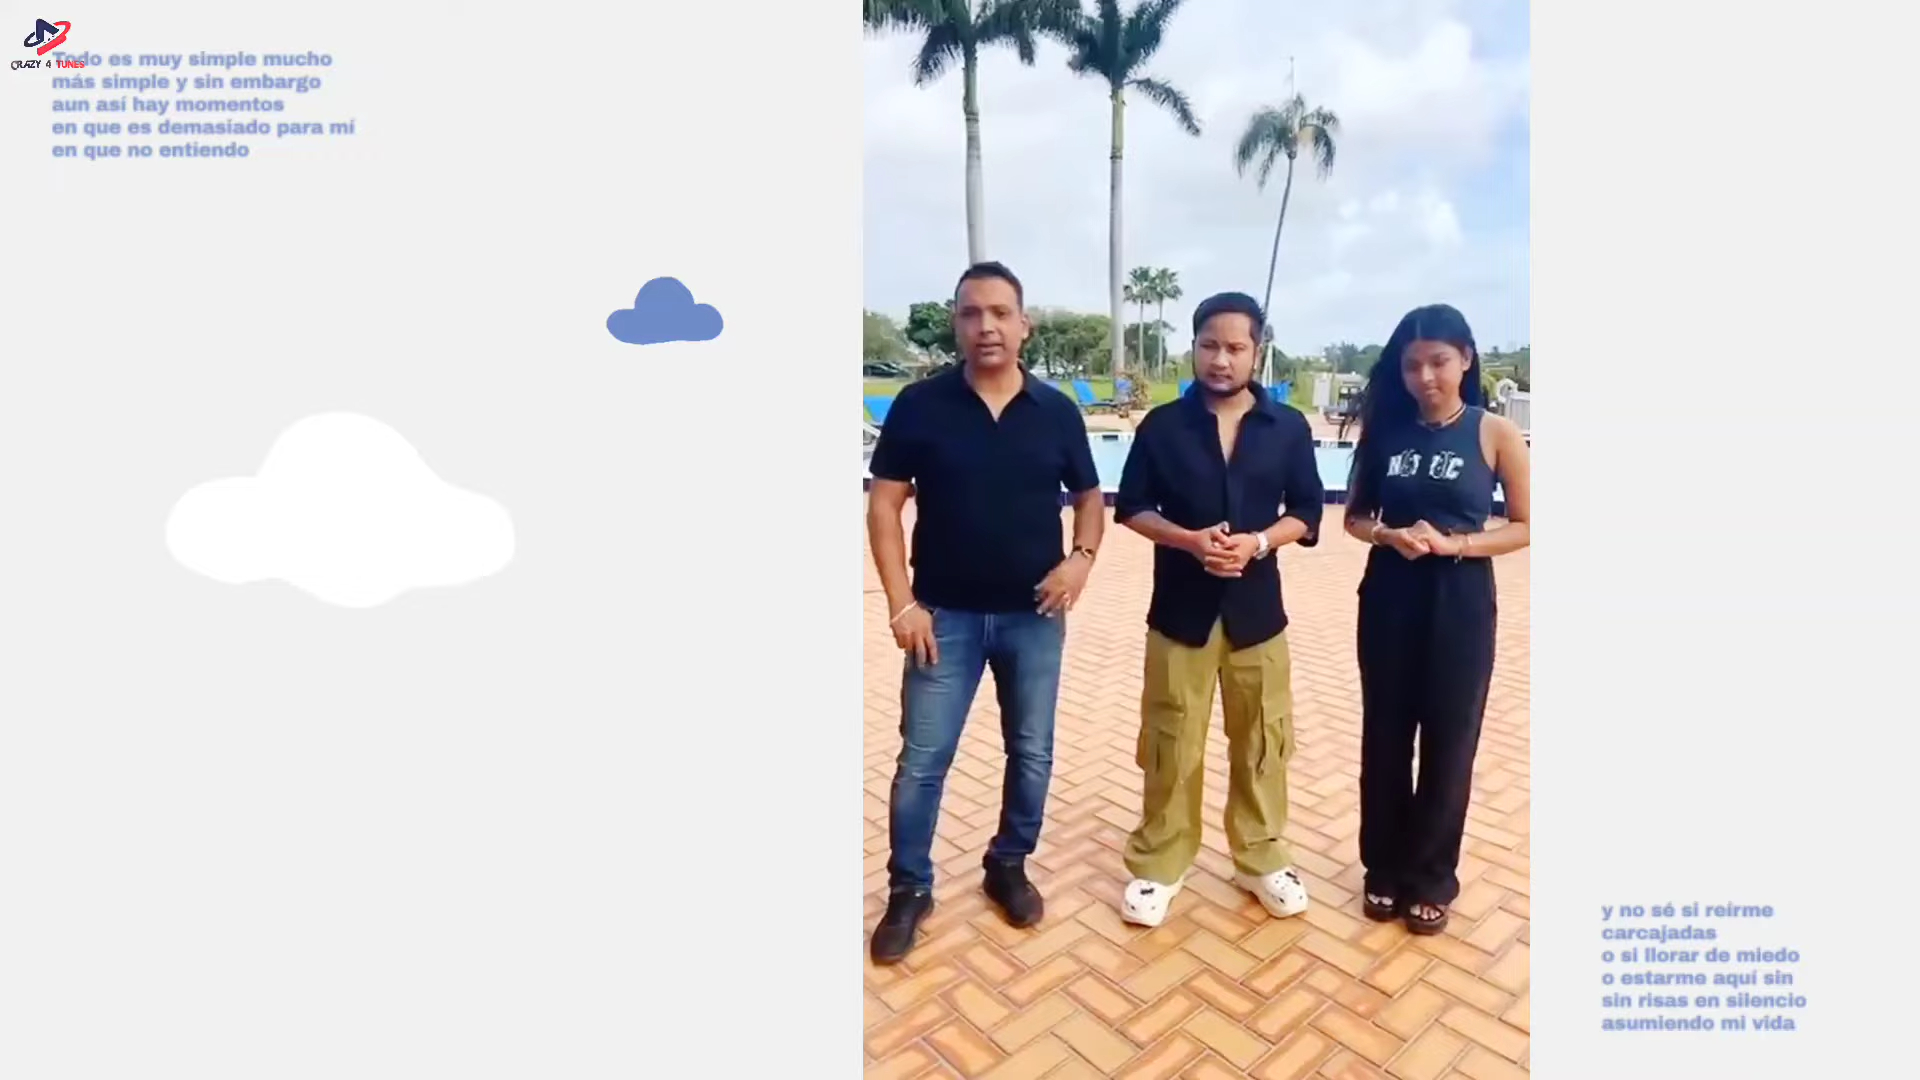 CRAZY 4 TUNES
Todo es muy simple mucho
más simple y sin embargo
aun así hay momentos
en que es demasiado para mí
en que no entiendo
y no sé si reírme
carcajadas
o si llorar de miedo
o estarme aquí sin
sin risas en silencio
asumiendo mi vida